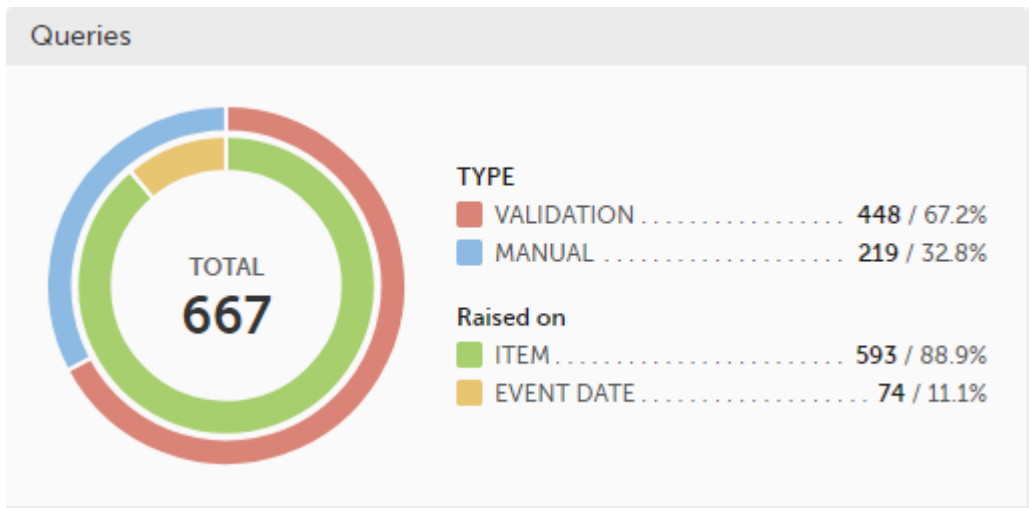 Queries
TOTAL
667
TYPE
VALIDATION . . . . . . . . . . . . . . . . . 448 / 67.2%
MANUAL . . . . . . . . . . . . . . . . . . . . 219 / 32.8%
Raised on
ITEM . . . . . . . . . . . . . . . . . . . . . . . . 593 / 88.9%
EVENT DATE . . . . . . . . . . . . . . . . . . . 74 / 11.1%